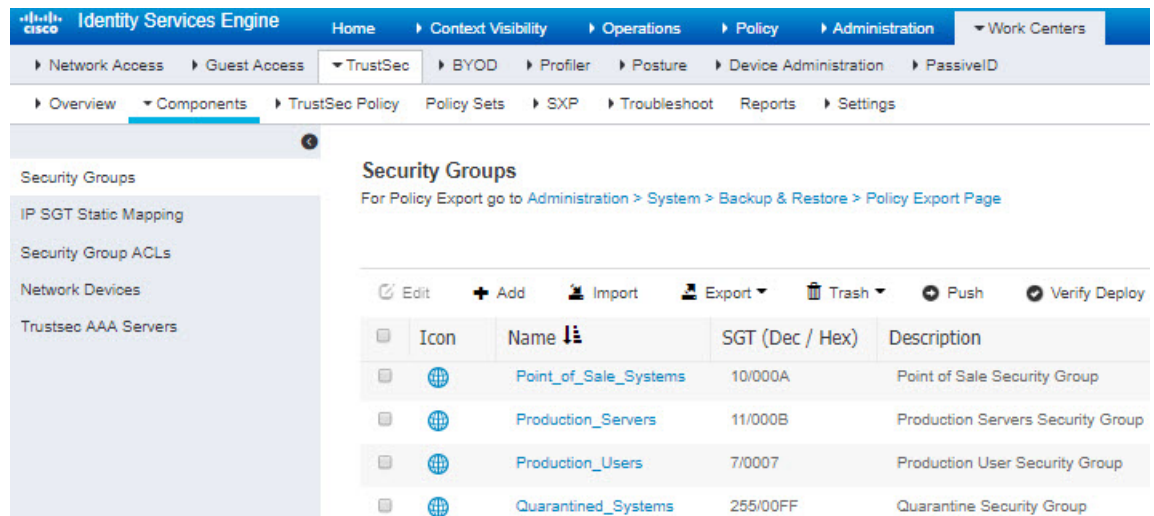 cisco Identity Services Engine Home Context Visibility Operations Policy Administration Work Centers
Network Access Guest Access TrustSec BYOD Profiler Posture Device Administration PassiveID
Overview Components TrustSec Policy Policy Sets SXP Troubleshoot Reports Settings
Security Groups
IP SGT Static Mapping
Security Group ACLs
Network Devices
Trustsec AAA Servers
Security Groups
For Policy Export go to Administration > System > Backup & Restore > Policy Export Page
Edit Add Import Export Trash Push Verify Deploy
Icon Name SGT (Dec / Hex) Description
Point_of_Sale_Systems 10/000A Point of Sale Security Group
Production_Servers 11/000B Production Servers Security Group
Production_Users 7/0007 Production User Security Group
Quarantined_Systems 255/00FF Quarantine Security Group